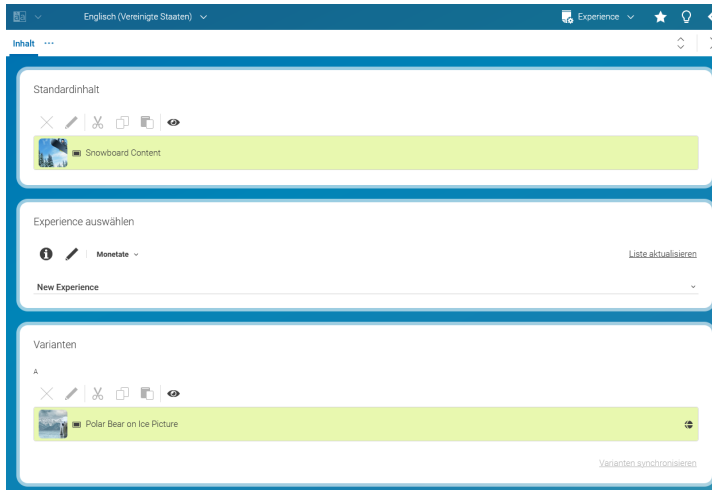 Englisch (Vereinigte Staaten)
Experience
Inhalt
Standardinhalt
Snowboard Content
Experience auswählen
Monetate
Liste aktualisieren
New Experience
Varianten
A
Polar Bear on Ice Picture
Varianten synchronisieren